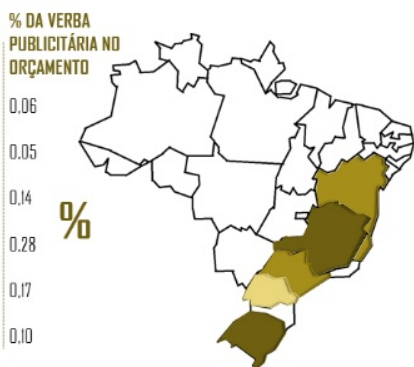 % DA VERBA
PUBLICITÁRIA NO
ORÇAMENTO
0,06
0,05
0,14
0,28
0,17
0,10
%